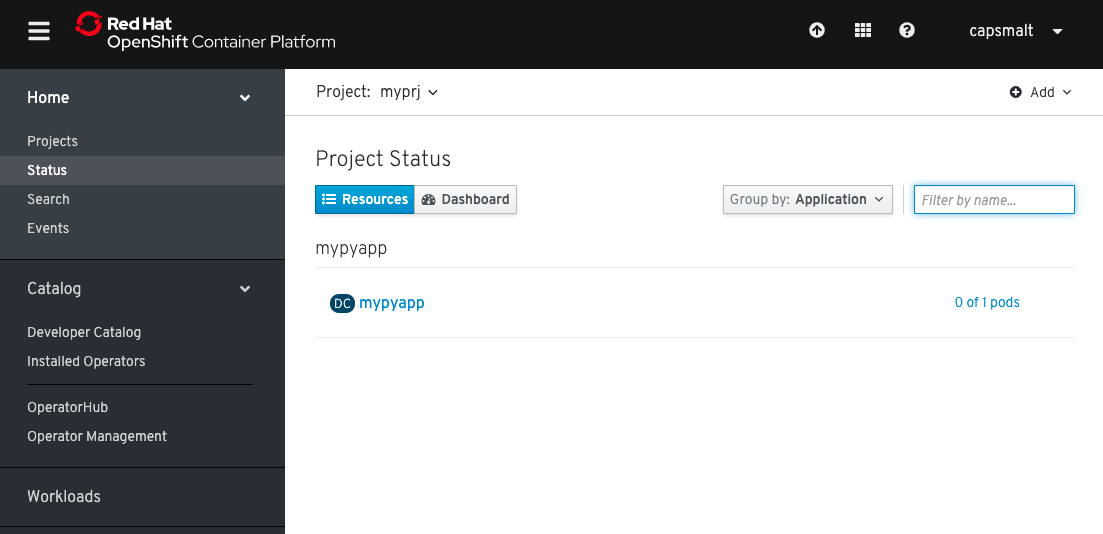 Red Hat
OpenShift Container Platform
capsmalt
Home
Projects
Status
Search
Events
Catalog
Developer Catalog
Installed Operators
OperatorHub
Operator Management
Workloads
Project: myprj
Add
Project Status
Resources
Dashboard
Group by: Application
Filter by name...
mypyapp
DC mypyapp
0 of 1 pods